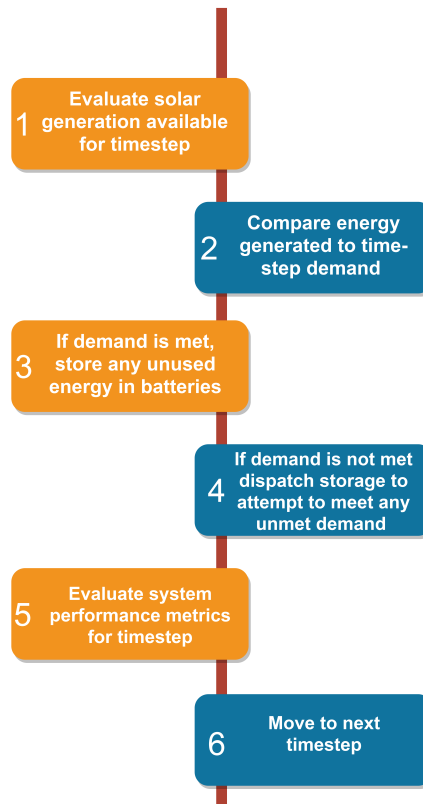 1
Evaluate solar
generation available
for timestep
2
Compare energy
generated to time-
step demand
3
If demand is met,
store any unused
energy in batteries
4
If demand is not met
dispatch storage to
attempt to meet any
unmet demand
5
Evaluate system
performance metrics
for timestep
6
Move to next
timestep